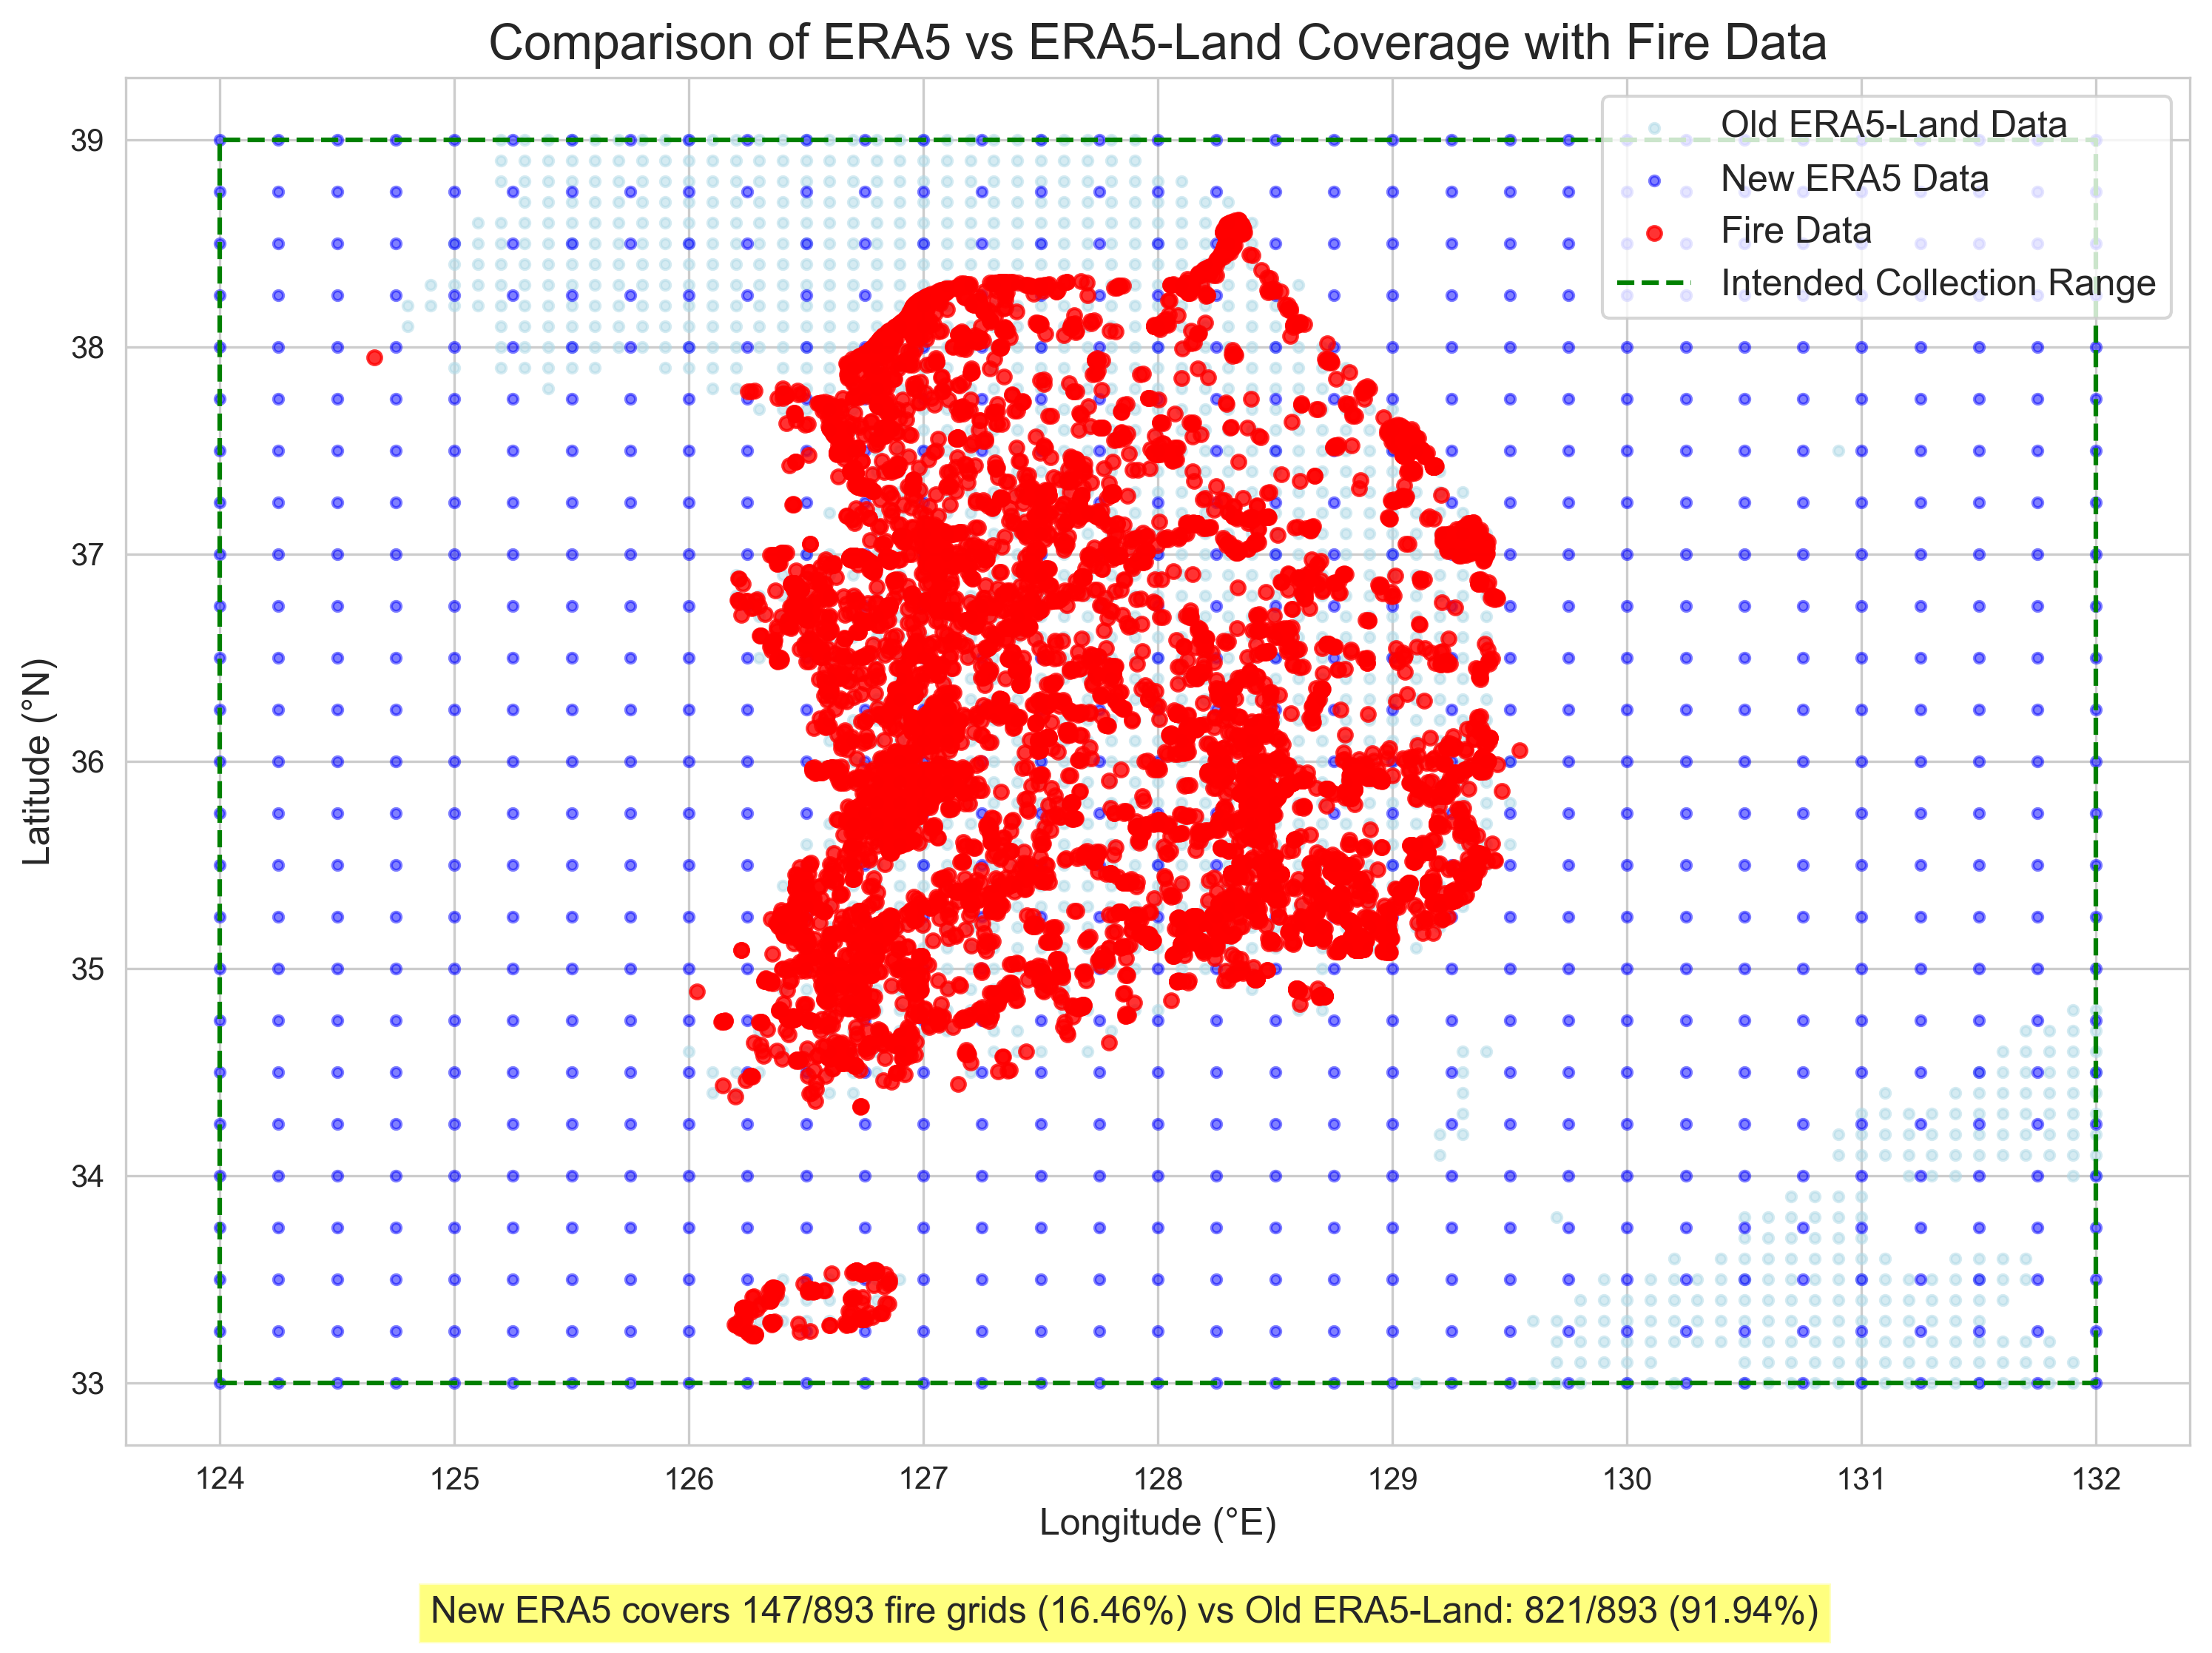 Comparison of ERA5 vs ERA5-Land Coverage with Fire Data
Old ERA5-Land Data
New ERA5 Data
Fire Data
Intended Collection Range
Latitude (°N)
39
38
37
36
35
34
33
124 125 126 127 128 129 130 131 132
Longitude (°E)
New ERA5 covers 147/893 fire grids (16.46%) vs Old ERA5-Land: 821/893 (91.94%)